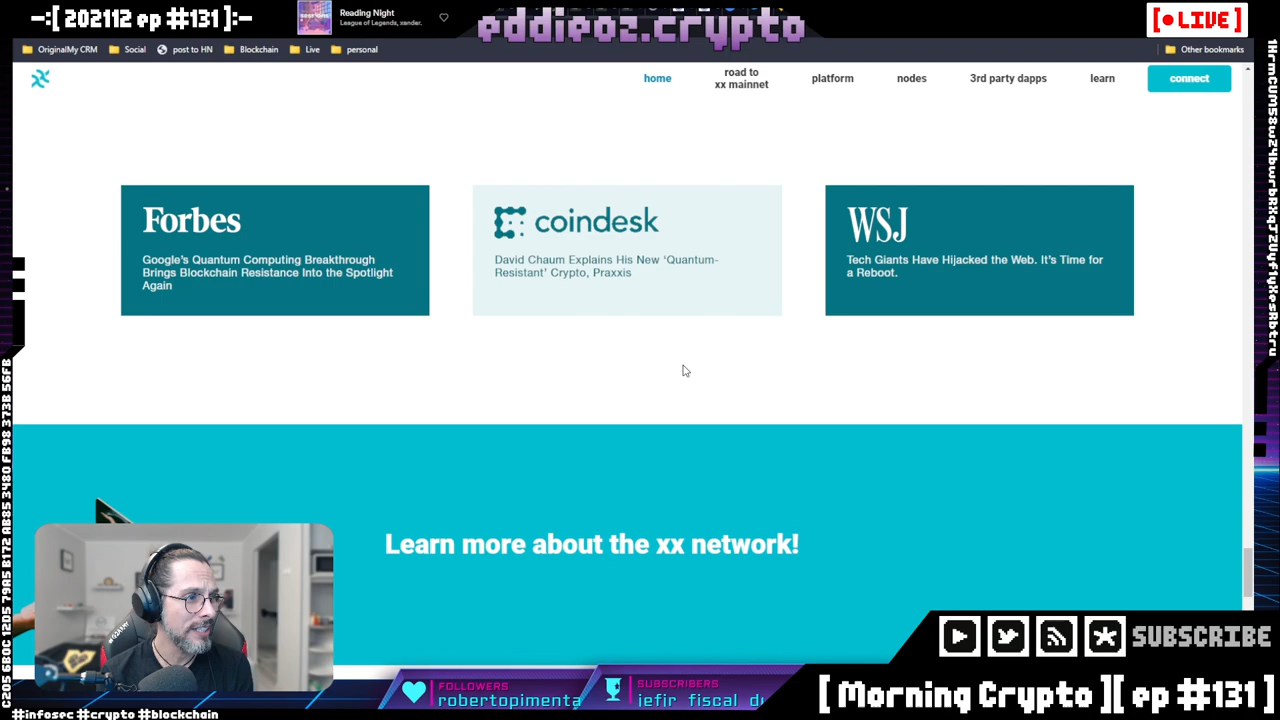 -:[ 202112 ep #131 ]:-
Reading Night
League of Legends, xander.
eddieoz.crypto
[ LIVE ]
OriginalMy CRM
Social
post to HN
Blockchain
Live
personal
Other bookmarks
home
road to
xx mainnet
platform
nodes
3rd party dapps
learn
connect
Forbes
Google's Quantum Computing Breakthrough
Brings Blockchain Resistance Into the Spotlight
Again
coindesk
David Chaum Explains His New ‘Quantum-
Resistant’ Crypto, Praxxis
WSJ
Tech Giants Have Hijacked the Web. It's Time for
a Reboot.
Learn more about the xx network!
SUBSCRIBE
FOLLOWERS
robertopimenta
SUBSCRIBERS
iefir_fiscal_du
[ Morning Crypto ][ ep #131 ]
#infosec #crypto #blockchain